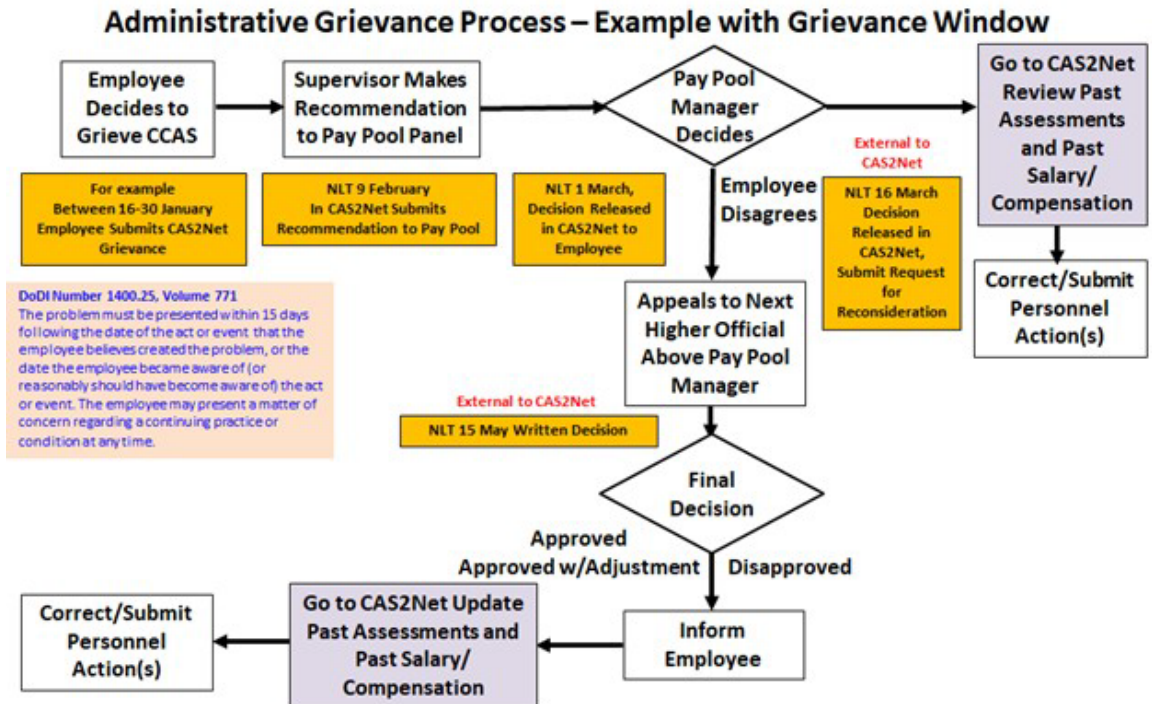 Administrative Grievance Process – Example with Grievance Window
Employee
Decides to
Grieve CCAS
Supervisor Makes
Recommendation
to Pay Pool Panel
Pay Pool
Manager
Decides
Go to CAS2Net
Review Past
Assessments
and Past
Salary/
Compensation
For example
Between 16-30 January
Employee Submits CAS2Net
Grievance
NLT 9 February
In CAS2Net Submits
Recommendation to Pay Pool
NLT 1 March,
Decision Released
in CAS2Net to
Employee
Employee
Disagrees
External to
CAS2Net
NLT 16 March
Decision
Released in
CAS2Net,
Submit Request
for
Reconsideration
Correct/Submit
Personnel
Action(s)
DoDI Number 1400.25, Volume 771
The problem must be presented within 15 days
following the date of the act or event that the
employee believes created the problem, or the
date the employee became aware of (or
reasonably should have become aware of) the act
or event. The employee may present a matter of
concern regarding a continuing practice or
condition at any time.
Appeals to Next
Higher Official
Above Pay Pool
Manager
External to CAS2Net
NLT 15 May Written Decision
Final
Decision
Approved
Approved w/Adjustment
Disapproved
Inform
Employee
Go to CAS2Net Update
Past Assessments and
Past Salary/
Compensation
Correct/Submit
Personnel
Action(s)